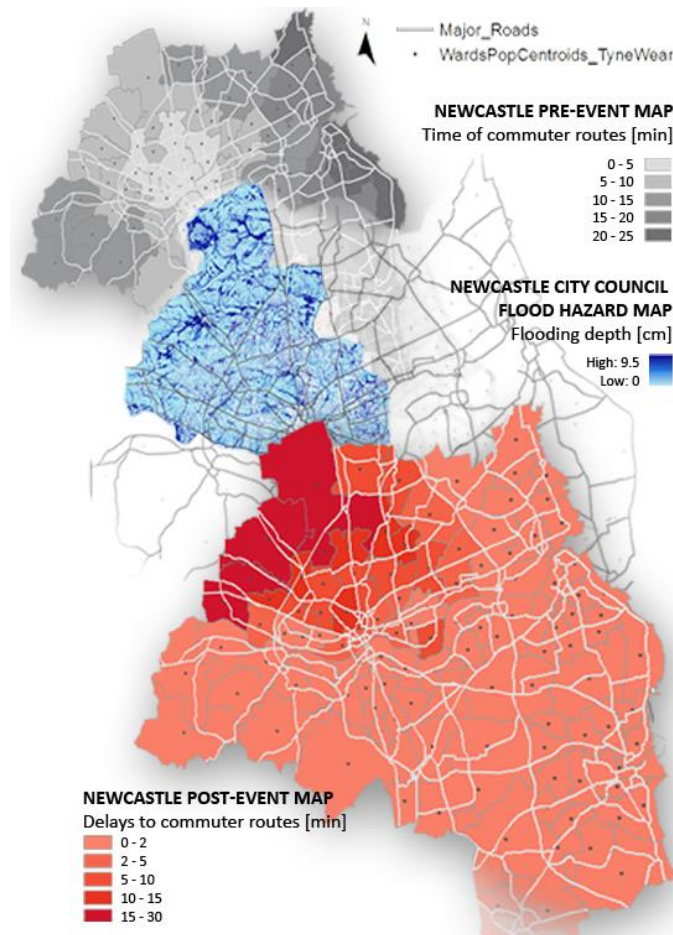 N
Major_Roads
WardsPopCentroids_TyneWear
NEWCASTLE PRE-EVENT MAP
Time of commuter routes [min]
0 - 5
5 - 10
10 - 15
15 - 20
20 - 25
NEWCASTLE CITY COUNCIL
FLOOD HAZARD MAP
Flooding depth [cm]
High: 9.5
Low: 0
NEWCASTLE POST-EVENT MAP
Delays to commuter routes [min]
0 - 2
2 - 5
5 - 10
10 - 15
15 - 30